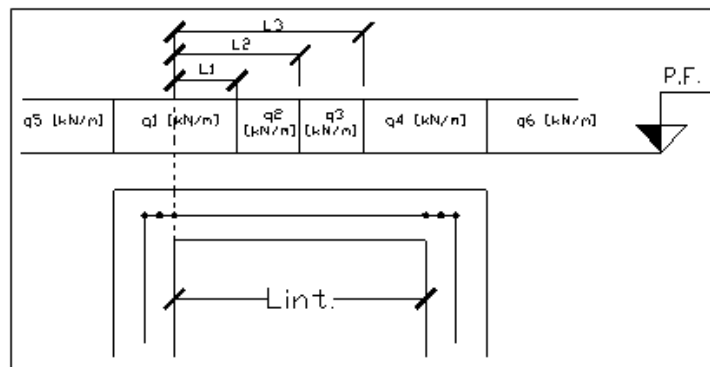 L3
L2
L1
P.F.
q5 [kN/m] q1 [kN/m] q2 [kN/m] q3 [kN/m] q4 [kN/m] q6 [kN/m]
Lint.